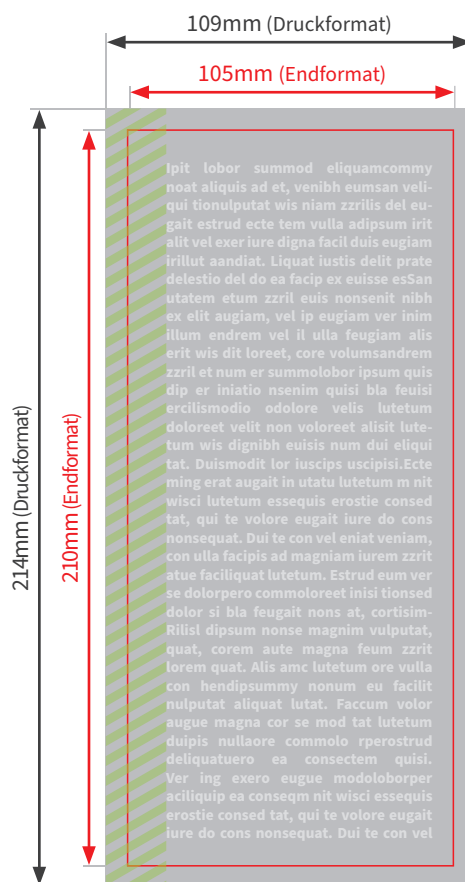 109mm (Druckformat)
105mm (Endformat)
214mm (Druckformat)
210mm (Endformat)
Ipit lobor summod eliquamcommy
noat aliquis ad et, venibh eumsan veli-
qui tionulputat wis niam zzrilis del eu-
gait estrud ecte tem vulla adipsum irit
alit vel exer iure digna facil duis eugiam
irillut aandiat. Liquat iustis delit prate
delestio del do ea facip ex euisse esSan
utatem etum zzril euis nonsenit nibh
ex elit augiam, vel ip eugiam ver inim
illum endrem vel il ulla feugiam alis
erit wis dit loreet, core volumsandrem
zzril et num er summolobor ipsum quis
dip er iniatio nsenim quisi bla feuisi
ercilismodio odolore velis lutetum
doloreet velit non voloreet alisit lute-
tum wis dignibh euisis num dui eliqui
tat. Duismodit lor iuscips uscipisi.Ecte
ming erat augait in utatu lutetum m nit
wisci lutetum essequis erostie consed
tat, qui te volore eugait iure do cons
nonsequat. Dui te con vel eniat veniam,
con ulla facipis ad magniam iurem zzrit
atue faciliquat lutetum. Estrud eum ver
se dolorpero commoloreet inisi tionsed
dolor si bla feugait nons at, cortisim-
Rilisl dipsum nonse magnim vulputat,
quat, corem aute magna feum zzrit
lorem quat. Alis amc lutetum ore vulla
con hendipsummy nonum eu facilit
nulputat aliquat lutat. Faccum volor
augue magna cor se mod tat lutetum
duipis nullaore commolo rperostrud
deliquatuero ea consectem quisi.
Ver ing exero eugue modoloborper
aciliquip ea conseqm nit wisci essequis
erostie consed tat, qui te volore eugait
iure do cons nonsequat. Dui te con vel